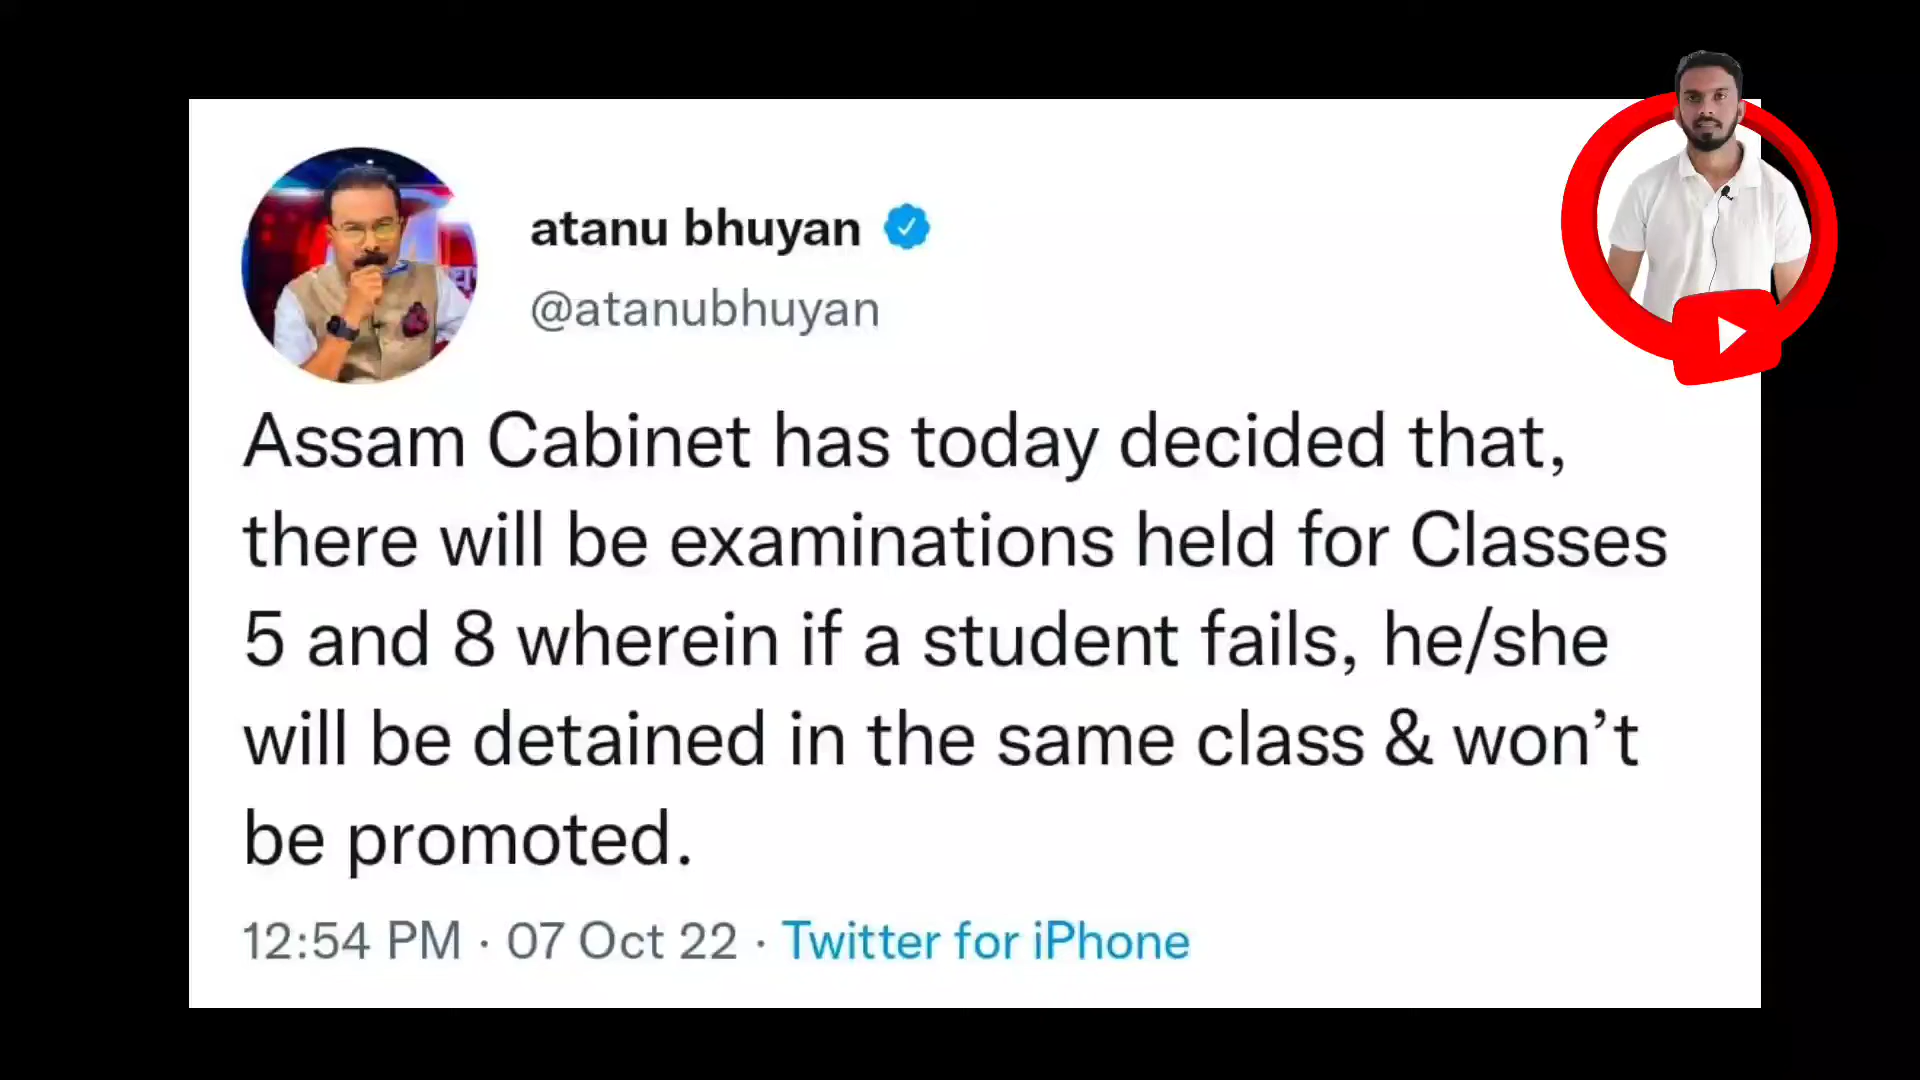 atanu bhuyan
@atanubhuyan
Assam Cabinet has today decided that,
there will be examinations held for Classes
5 and 8 wherein if a student fails, he/she
will be detained in the same class & won’t
be promoted.
12:54 PM · 07 Oct 22 · Twitter for iPhone